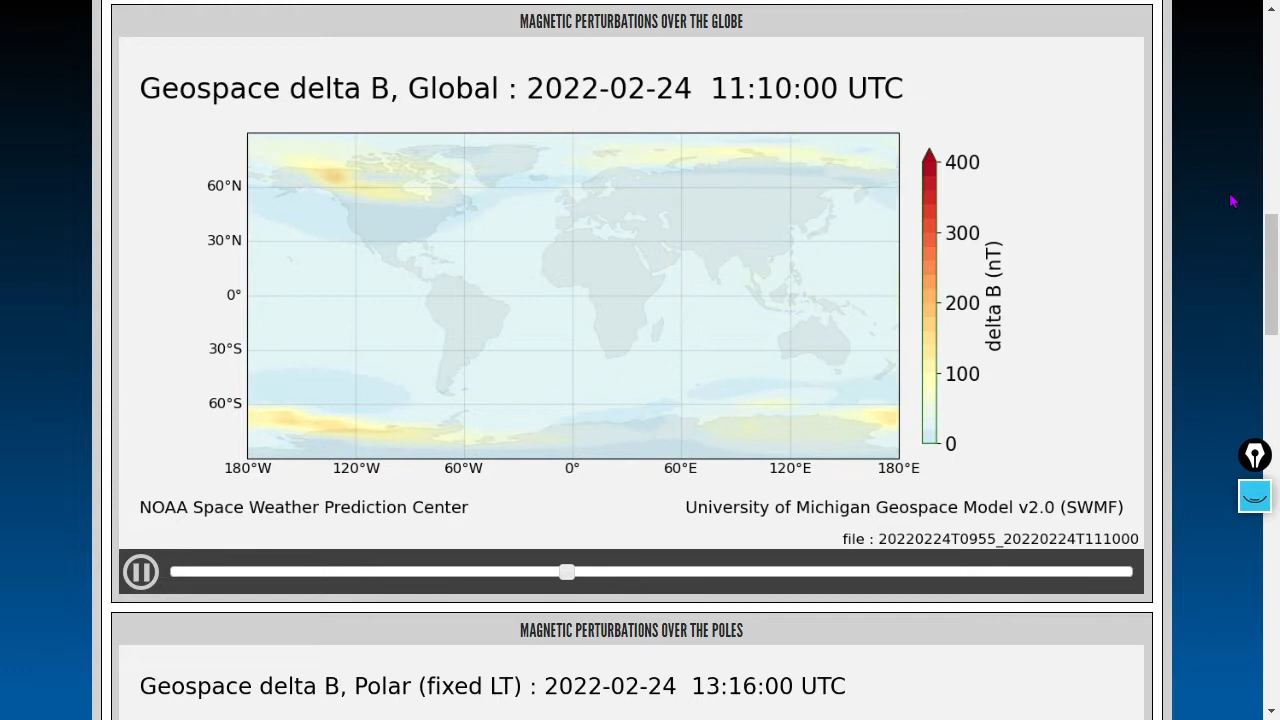 MAGNETIC PERTURBATIONS OVER THE GLOBE
Geospace delta B, Global : 2022-02-24 11:10:00 UTC
60°N
30°N
0°
30°S
60°S
180°W 120°W 60°W 0° 60°E 120°E 180°E
400
300
200
100
0
delta B (nT)
NOAA Space Weather Prediction Center
University of Michigan Geospace Model v2.0 (SWMF)
file : 20220224T0955_20220224T111000
MAGNETIC PERTURBATIONS OVER THE POLES
Geospace delta B, Polar (fixed LT) : 2022-02-24 13:16:00 UTC